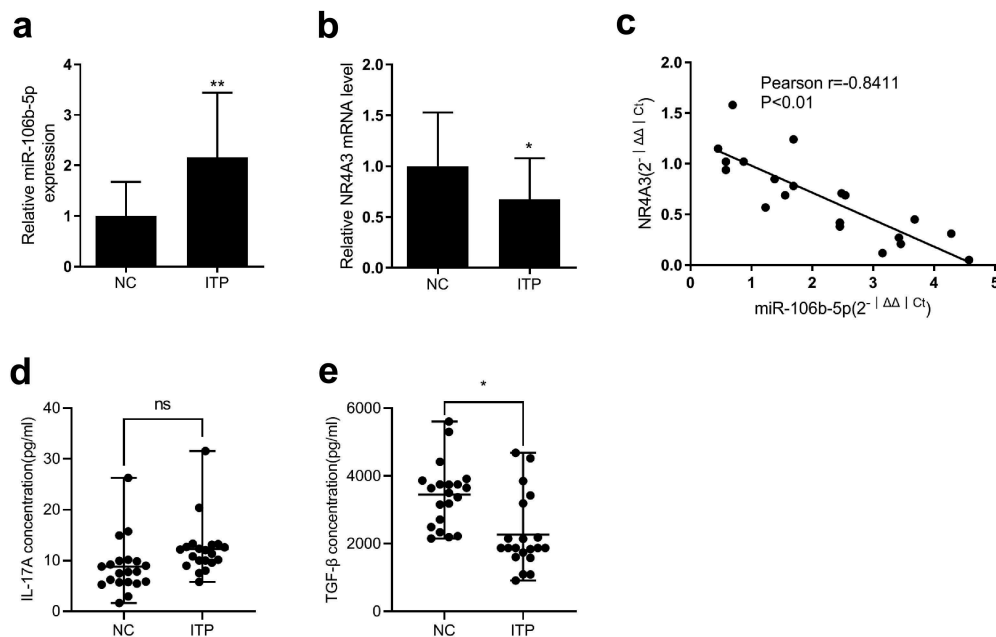 a
Relative miR-106b-5p
expression
4
3
2
1
0
**
NC
ITP
b
Relative NR4A3 mRNA level
2.0
1.5
1.0
0.5
0.0
*
NC
ITP
c
NR4A3(2^-|ΔΔ|Ct)
2.0
1.5
1.0
0.5
0.0
Pearson r=-0.8411
P<0.01
0 1 2 3 4 5
miR-106b-5p(2^-|ΔΔ|Ct)
d
IL-17A concentration(pg/ml)
40
30
20
10
0
ns
NC
ITP
e
TGF-β concentration(pg/ml)
6000
4000
2000
0
*
NC
ITP